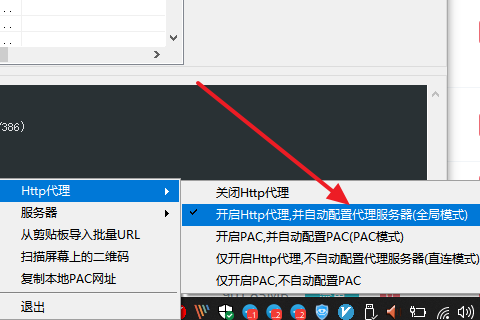 /386)
Http代理
服务器
从剪贴板导入批量URL
扫描屏幕上的二维码
复制本地PAC网址
退出
关闭Http代理
开启Http代理,并自动配置代理服务器(全局模式)
开启PAC,并自动配置PAC(PAC模式)
仅开启Http代理,不自动配置代理服务器(直连模式)
仅开启PAC,不自动配置PAC